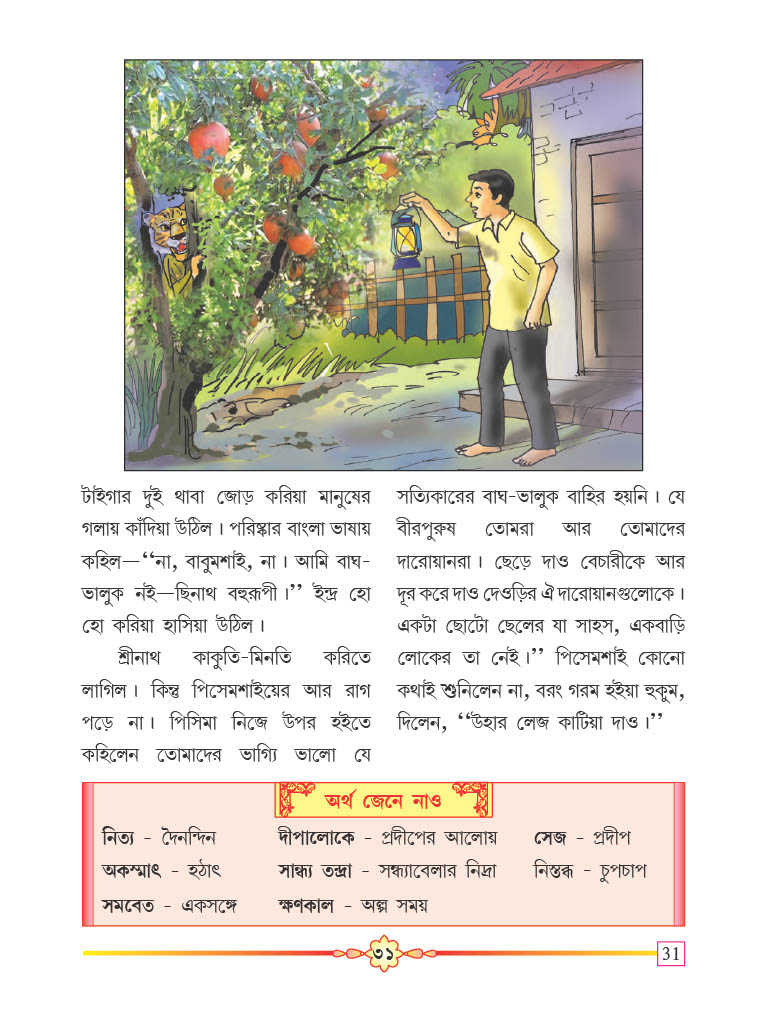 টাইগার দুই থাবা জোড় করিয়া মানুষের
গলায় কাঁদিয়া উঠিল। পরিষ্কার বাংলা ভাষায়
কহিল—‘‘না, বাবুমশাই, না। আমি বাঘ-
ভালুক নই—ছিনাথ বহুরূপী।’’ ইন্দ্র হো
হো করিয়া হাসিয়া উঠিল।
শ্রীনাথ কাকুতি-মিনতি করিতে
লাগিল। কিন্তু পিসেমশাইয়ের আর রাগ
পড়ে না। পিসিমা নিজে উপর হইতে
কহিলেন তোমাদের ভাগ্যি ভালো যে
সত্যিকারের বাঘ-ভালুক বাহির হয়নি। যে
বীরপুরুষ তোমরা আর তোমাদের
দারোয়ানরা। ছেড়ে দাও বেচারীকে আর
দূর করে দাও দেওড়ির ঐ দারোয়ানগুলোকে।
একটা ছোটো ছেলের যা সাহস, একবাড়ি
লোকের তা নেই।’’ পিসেমশাই কোনো
কথাই শুনিলেন না, বরং গরম হইয়া হুকুম,
দিলেন, ‘‘উহার লেজ কাটিয়া দাও।’’
অর্থ জেনে নাও
নিত্য - দৈনন্দিন দীপালোকে - প্রদীপের আলোয় সেজ - প্রদীপ
অকস্মাৎ - হঠাৎ সান্ধ্য তন্দ্রা - সন্ধ্যাবেলার নিদ্রা নিস্তব্ধ - চুপচাপ
সমবেত - একসঙ্গে ক্ষণকাল - অল্প সময়
৩১
31